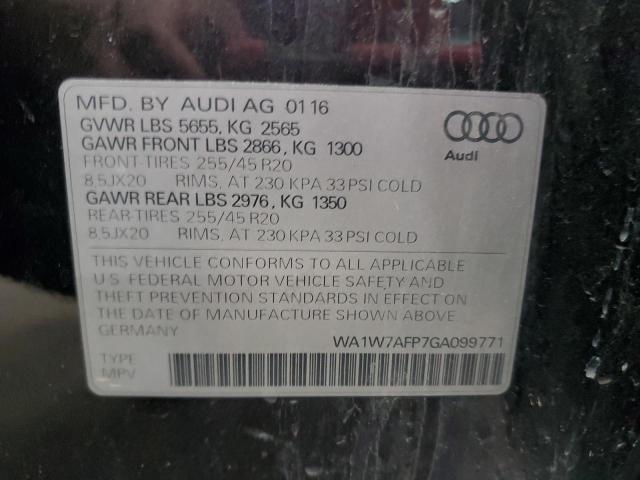 MFD. BY AUDI AG 01 16
GVWR LBS 5655, KG 2565
GAWR FRONT LBS 2866, KG 1300
FRONT-TIRES 255/45 R20
8,5JX20 RIMS, AT 230 KPA 33 PSI COLD
GAWR REAR LBS 2976, KG 1350
REAR-TIRES 255/45 R20
8,5JX20 RIMS, AT 230 KPA 33 PSI COLD
Audi
THIS VEHICLE CONFORMS TO ALL APPLICABLE
U.S. FEDERAL MOTOR VEHICLE SAFETY AND
THEFT PREVENTION STANDARDS IN EFFECT ON
THE DATE OF MANUFACTURE SHOWN ABOVE.
GERMANY
WA1W7AFP7GA099771
TYPE
MPV